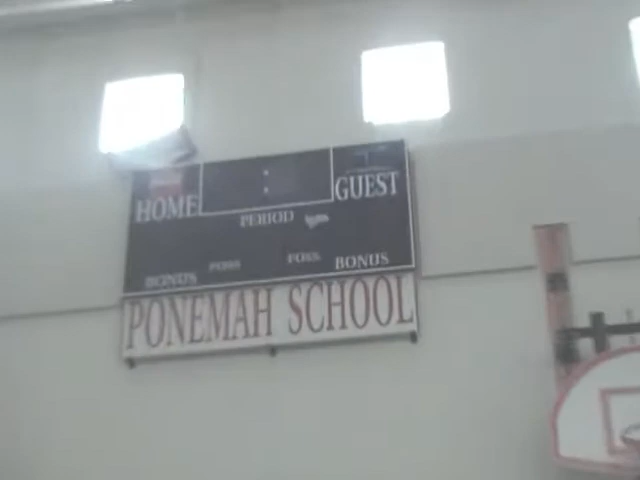 HOME : GUEST
PERIOD
POSS POSS
BONUS BONUS
PONEMAH SCHOOL